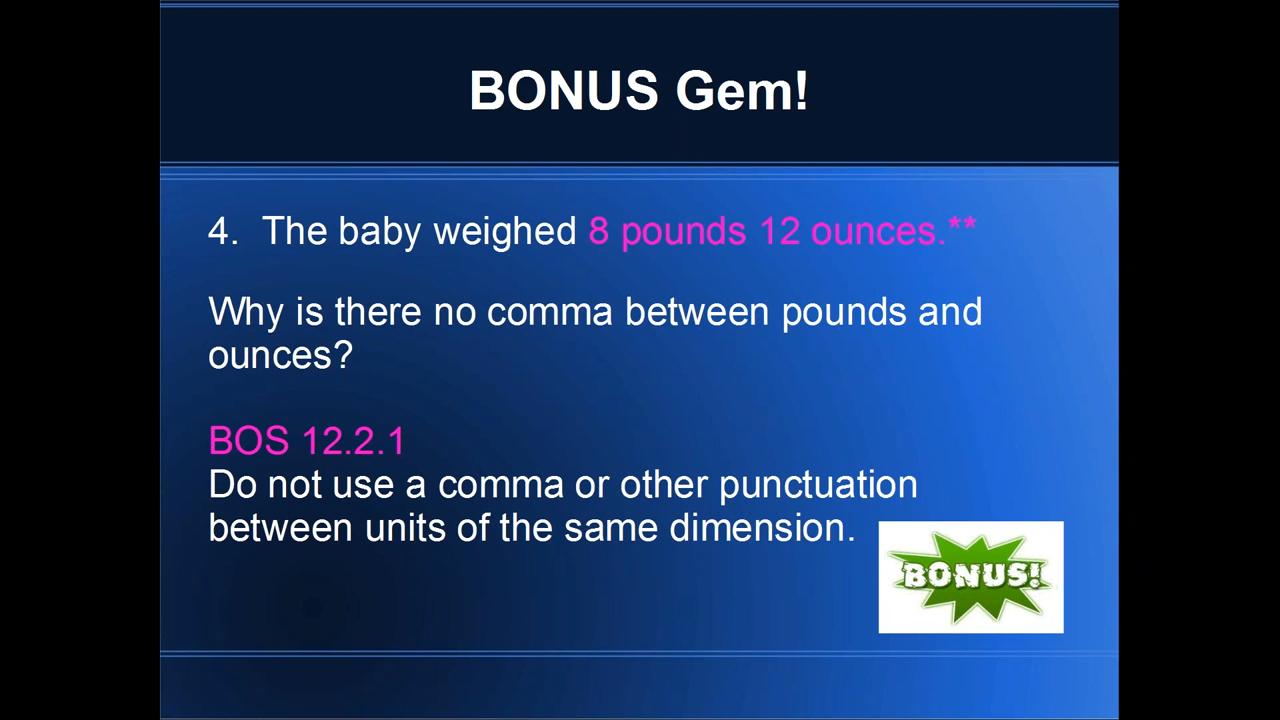 BONUS Gem!
4. The baby weighed 8 pounds 12 ounces.**
Why is there no comma between pounds and
ounces?
BOS 12.2.1
Do not use a comma or other punctuation
between units of the same dimension.
BONUS!